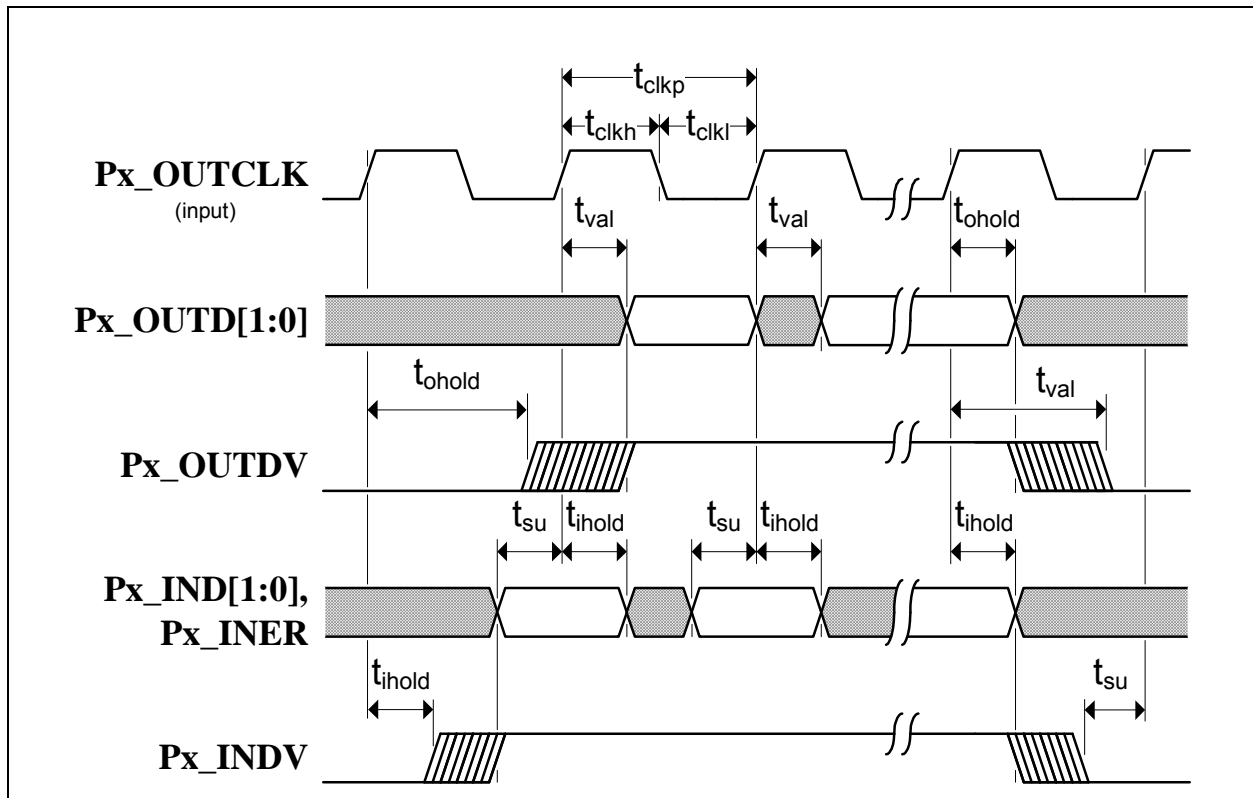 tclkp
tclkh tclkl
Px_OUTCLK
(input)
tval tval tohold
Px_OUTD[1:0]
tohold tval
Px_OUTDV
tsu tihold tsu tihold tihold
Px_IND[1:0],
Px_INER
tihold tsu
Px_INDV